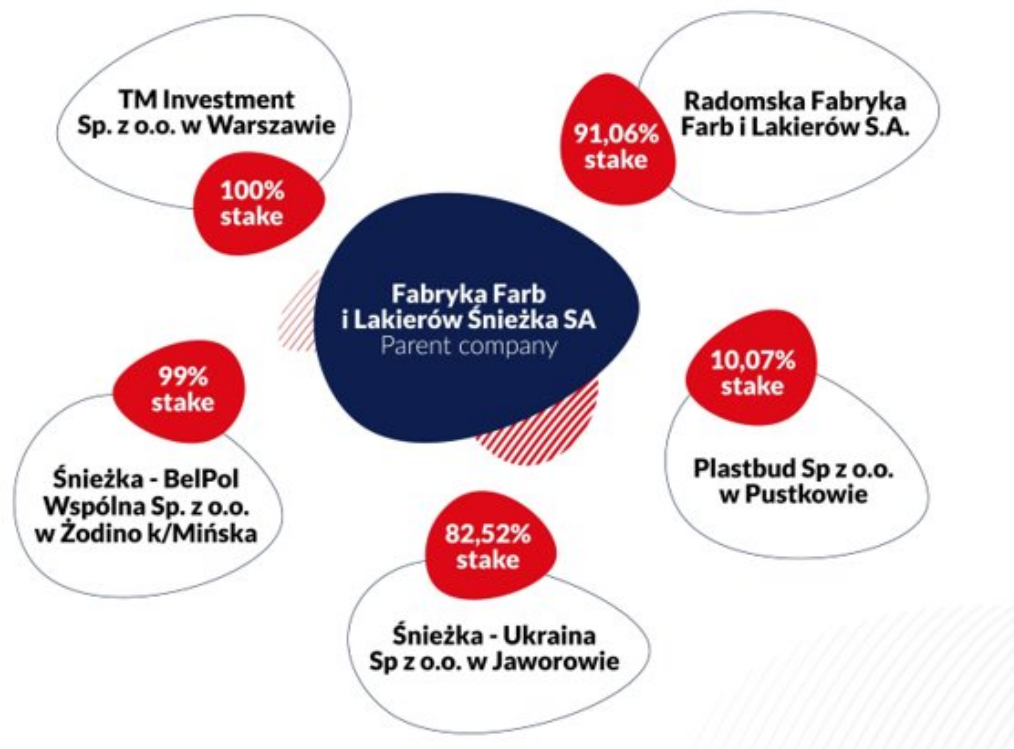 TM Investment
Sp. z o.o. w Warszawie
100%
stake
Radomska Fabryka
Farb i Lakierów S.A.
91,06%
stake
Fabryka Farb
i Lakierów Śnieżka SA
Parent company
99%
stake
Śnieżka - BelPol
Wspólna Sp. z o.o.
w Żodino k/Mińska
10,07%
stake
Plastbud Sp z o.o.
w Pustkowie
82,52%
stake
Śnieżka - Ukraina
Sp z o.o. w Jaworowie